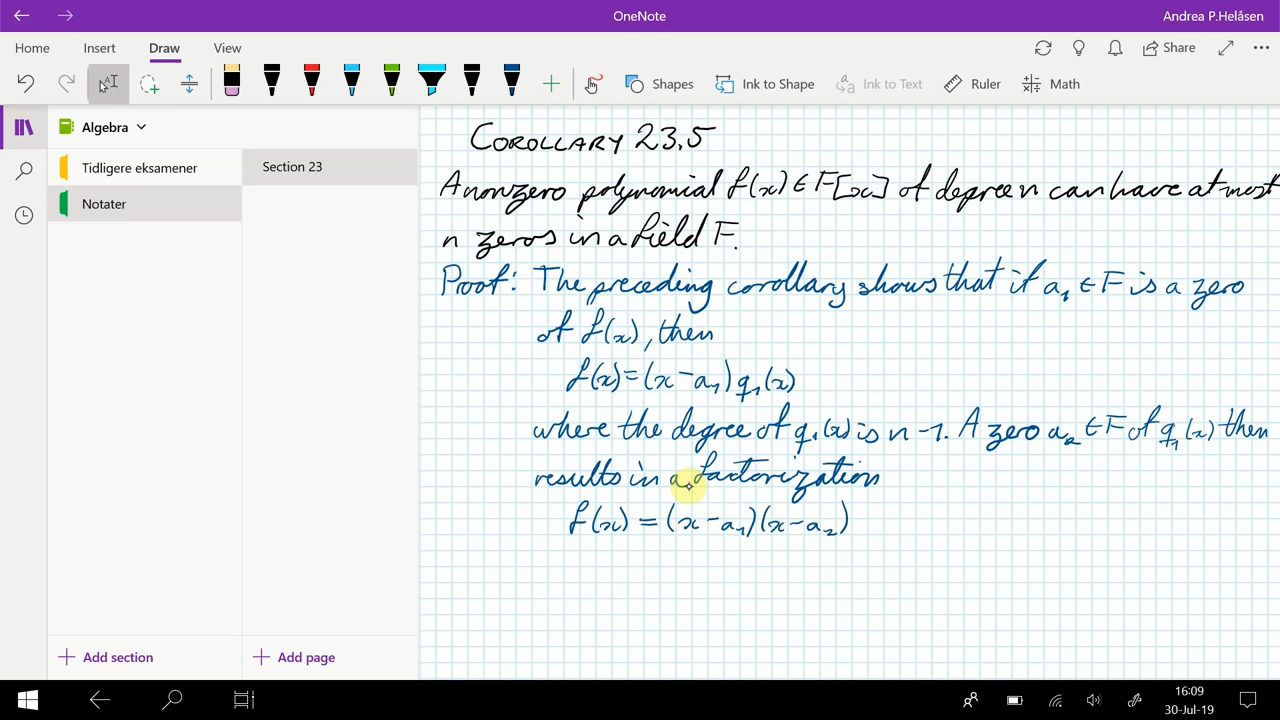 OneNote
Andrea P.Helåsen
Home Insert Draw View
Share
Shapes Ink to Shape Ink to Text Ruler Math
Algebra
Tidligere eksamener
Notater
Section 23
COROLLARY 23.5
A nonzero polynomial f(x) ∈ F[x] of degree n can have at most
n zeros in a field F.
Proof: The preceding corollary shows that if a₁ ∈ F is a zero
of f(x), then
f(x) = (x - a₁) q₁(x)
where the degree of q₁(x) is n - 1. A zero a₂ ∈ F of q₁(x) then
results in a factorization
f(x) = (x - a₁)(x - a₂)
Add section
Add page
16:09
30-Jul-19